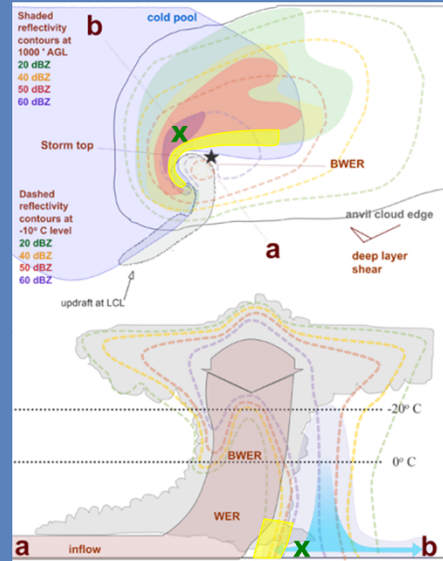 Shaded
reflectivity
contours at
1000 ' AGL
20 dBZ
40 dBZ
50 dBZ
60 dBZ
b
cold pool
X
Storm top
BWER
a
Dashed
reflectivity
contours at
-10° C level
20 dBZ
40 dBZ
50 dBZ
60 dBZ
anvil cloud edge
deep layer
shear
updraft at LCL
-20° C
0° C
BWER
WER
a
inflow
X
b